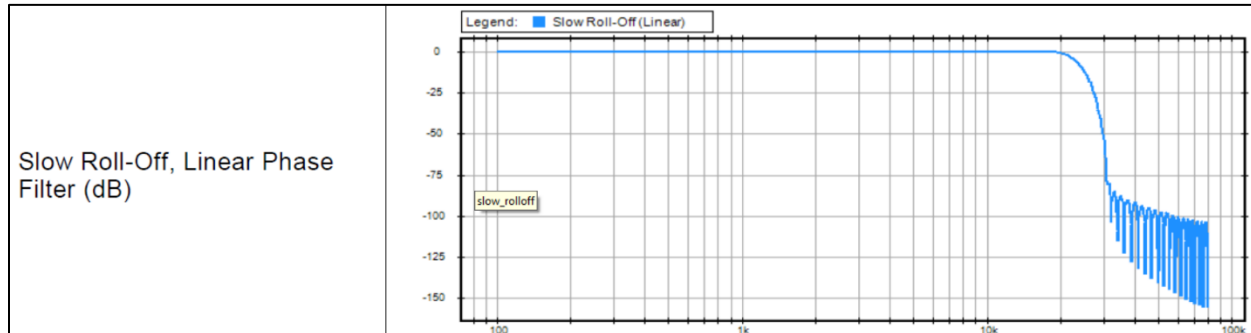 Legend: Slow Roll-Off (Linear)
Slow Roll-Off, Linear Phase
Filter (dB)
0
-25
-50
-75
slow_rolloff
-100
-125
-150
100 1k 10k 100k